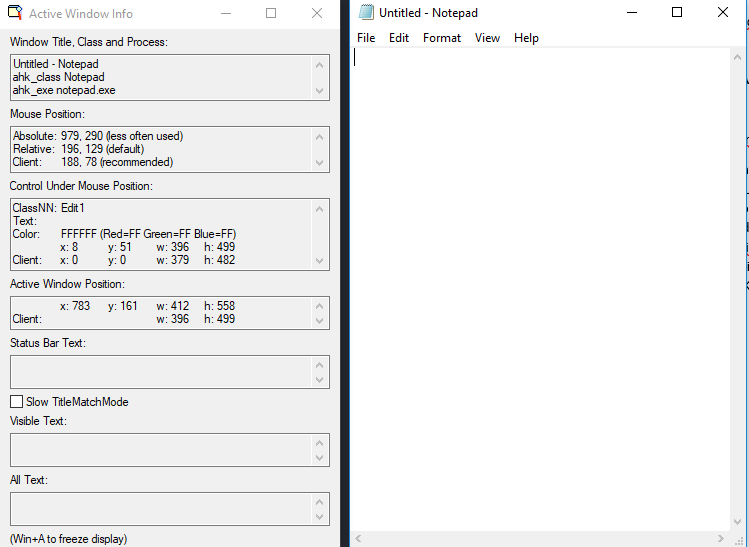 Active Window Info
Window Title, Class and Process:
Untitled - Notepad
ahk_class Notepad
ahk_exe notepad.exe
Mouse Position:
Absolute: 979, 290 (less often used)
Relative: 196, 129 (default)
Client: 188, 78 (recommended)
Control Under Mouse Position:
ClassNN: Edit1
Text:
Color: FFFFFF (Red=FF Green=FF Blue=FF)
x: 8 y: 51 w: 396 h: 499
Client: x: 0 y: 0 w: 379 h: 482
Active Window Position:
x: 783 y: 161 w: 412 h: 558
Client: w: 396 h: 499
Status Bar Text:
Slow TitleMatchMode
Visible Text:
All Text:
(Win+A to freeze display)
Untitled - Notepad
File Edit Format View Help